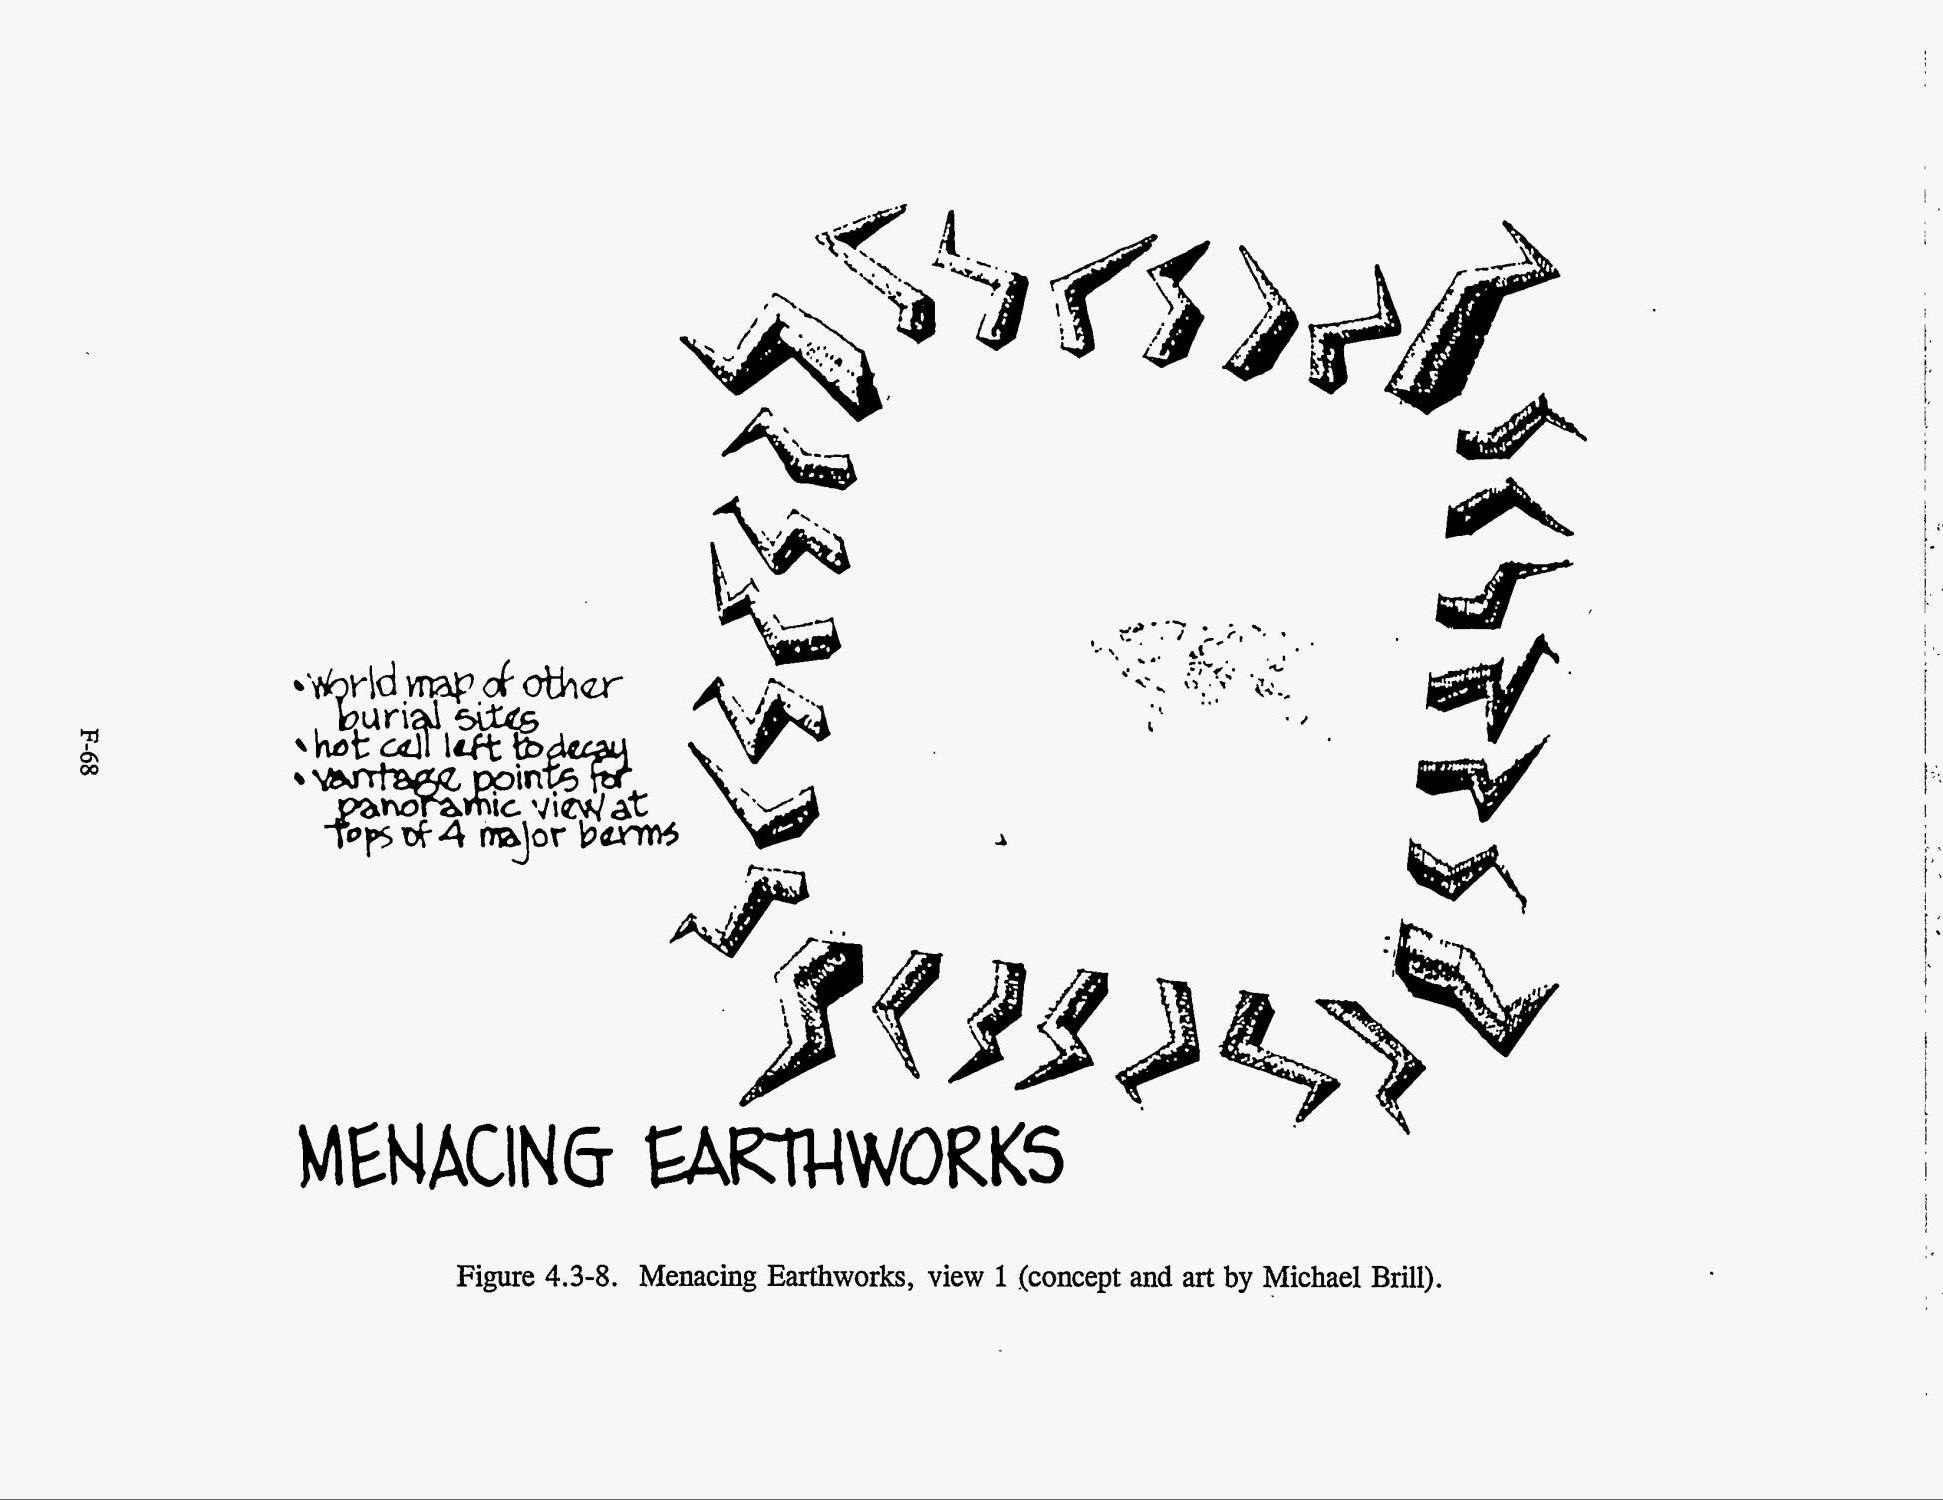 •world map of other
burial sites
•hot cell left to decay
•vantage points for
panoramic view at
tops of 4 major berms
F-68
MENACING EARTHWORKS
Figure 4.3-8. Menacing Earthworks, view 1 (concept and art by Michael Brill).